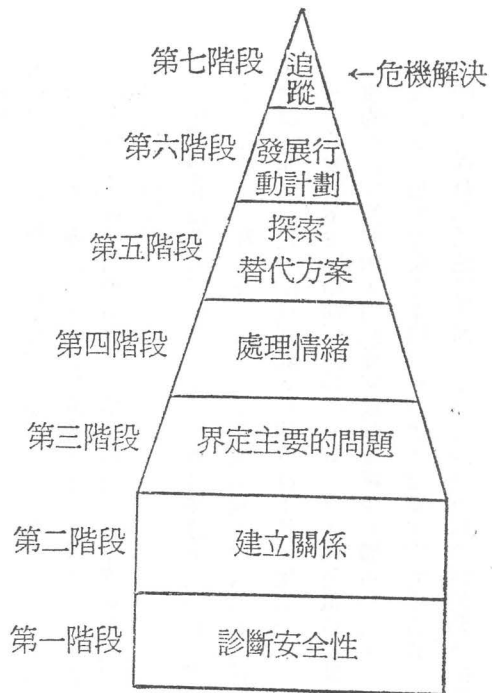 第七階段
追
蹤
←危機解決
第六階段
發展行
動計劃
第五階段
探索
替代方案
第四階段
處理情緒
第三階段
界定主要的問題
第二階段
建立關係
第一階段
診斷安全性